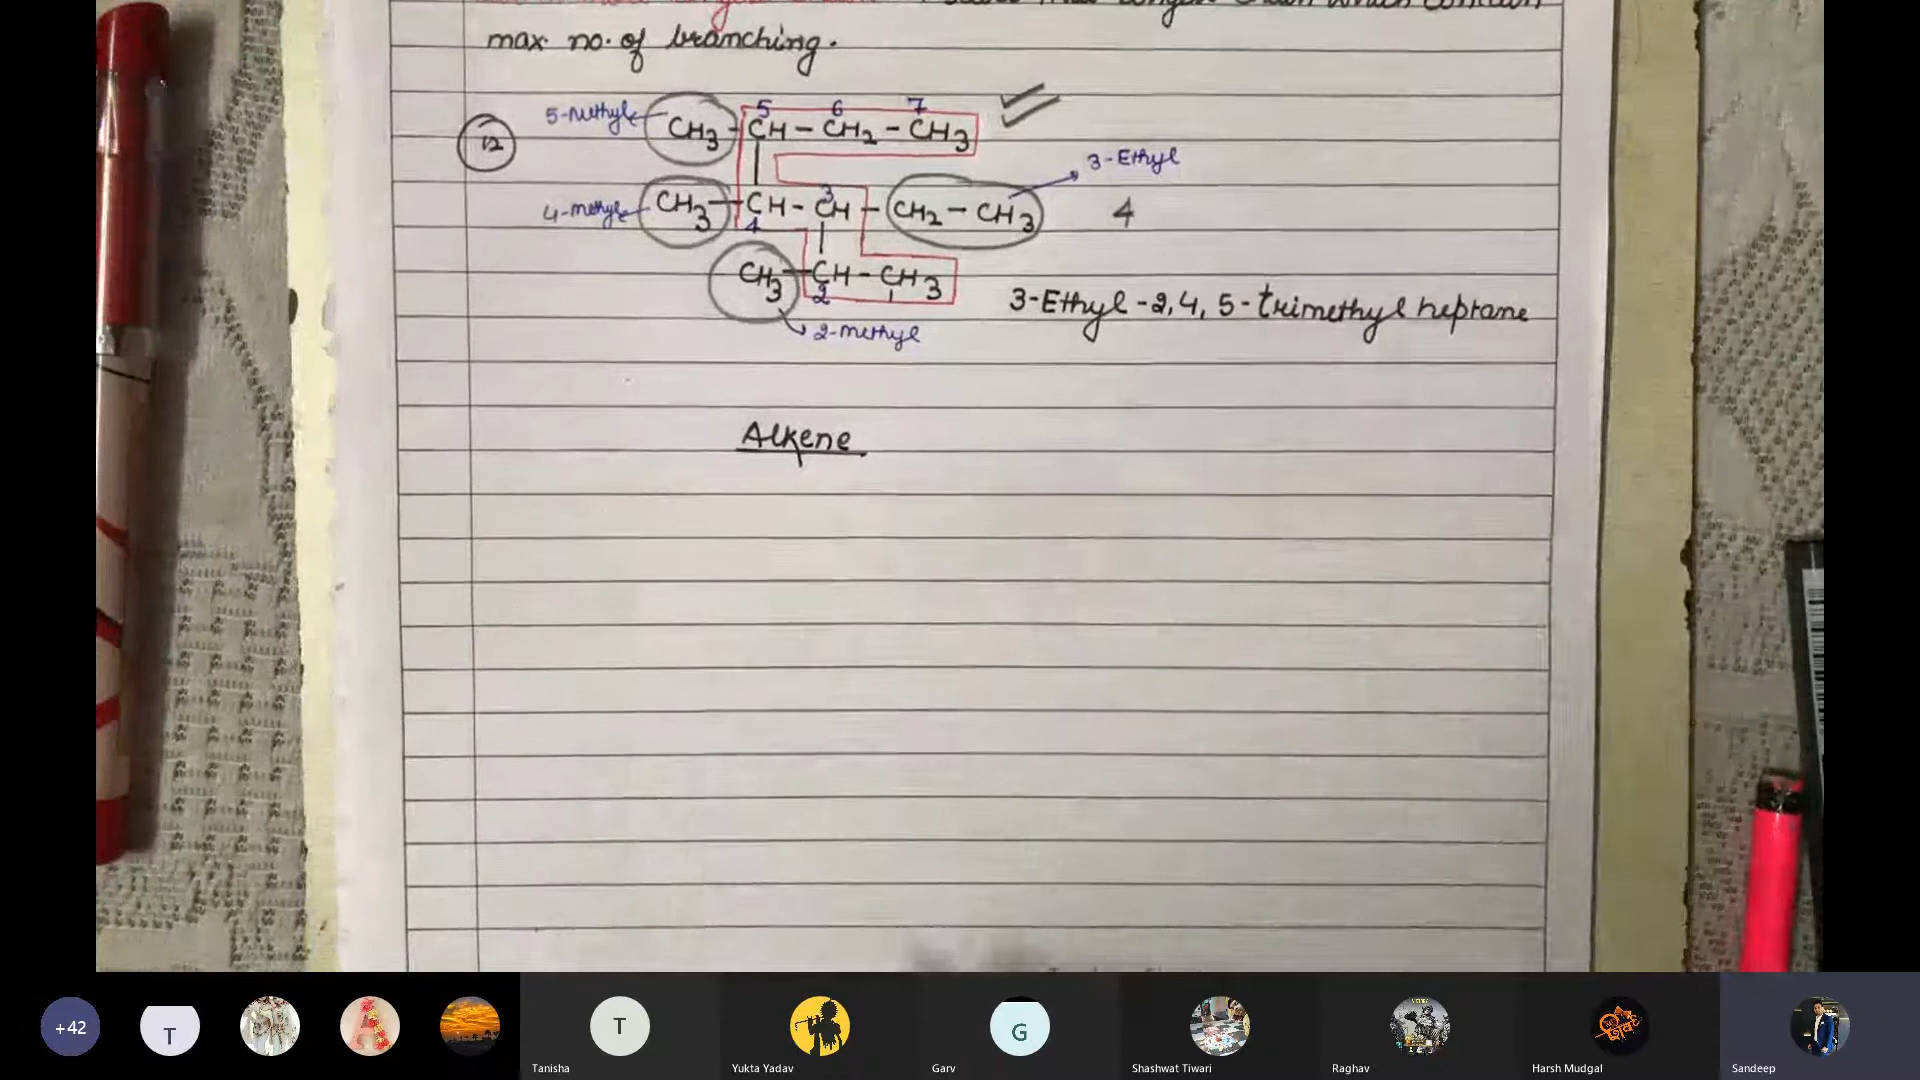 max. no. of branching.
12
5-Methyl CH3 - CH - CH2 - CH3
5 6 7
3-Ethyl
4-methyl CH3 - CH - CH - CH2 - CH3 4
4 3
CH3 - CH - CH3
2
3-Ethyl-2,4,5-trimethyl heptane
2-methyl
Alkene
+42
T
T
G
Tanisha
Yukta Yadav
Garv
Shashwat Tiwari
Raghav
Harsh Mudgal
Sandeep